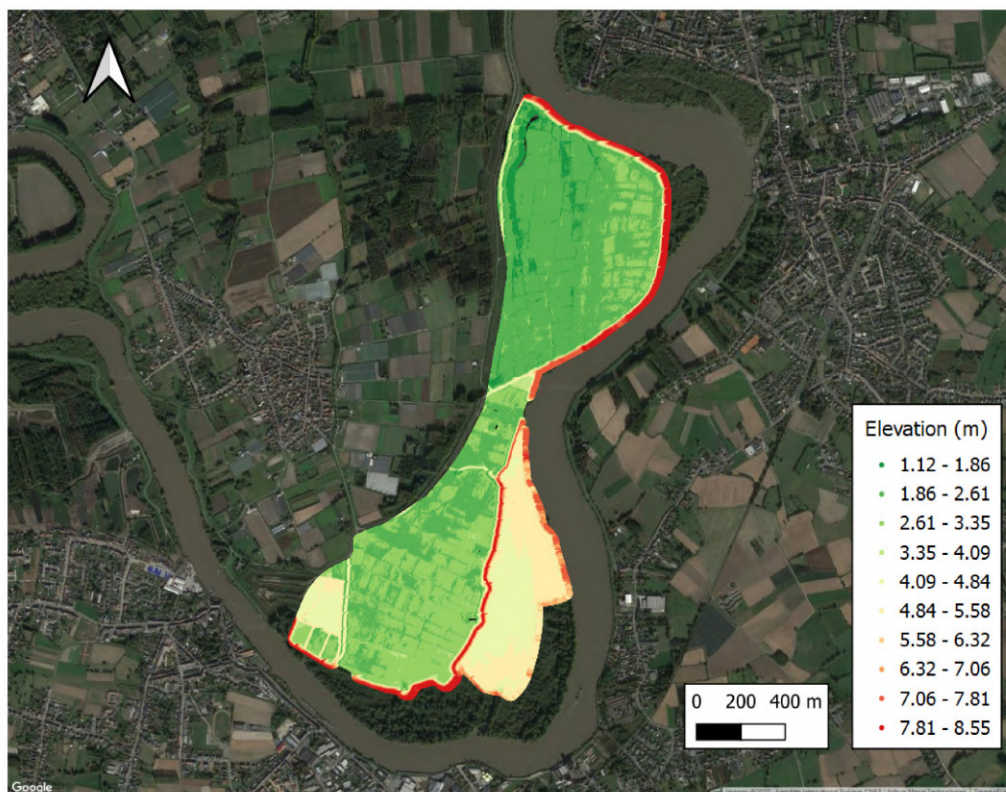 Elevation (m)
1.12 - 1.86
1.86 - 2.61
2.61 - 3.35
3.35 - 4.09
4.09 - 4.84
4.84 - 5.58
5.58 - 6.32
6.32 - 7.06
7.06 - 7.81
7.81 - 8.55
0 200 400 m
Google